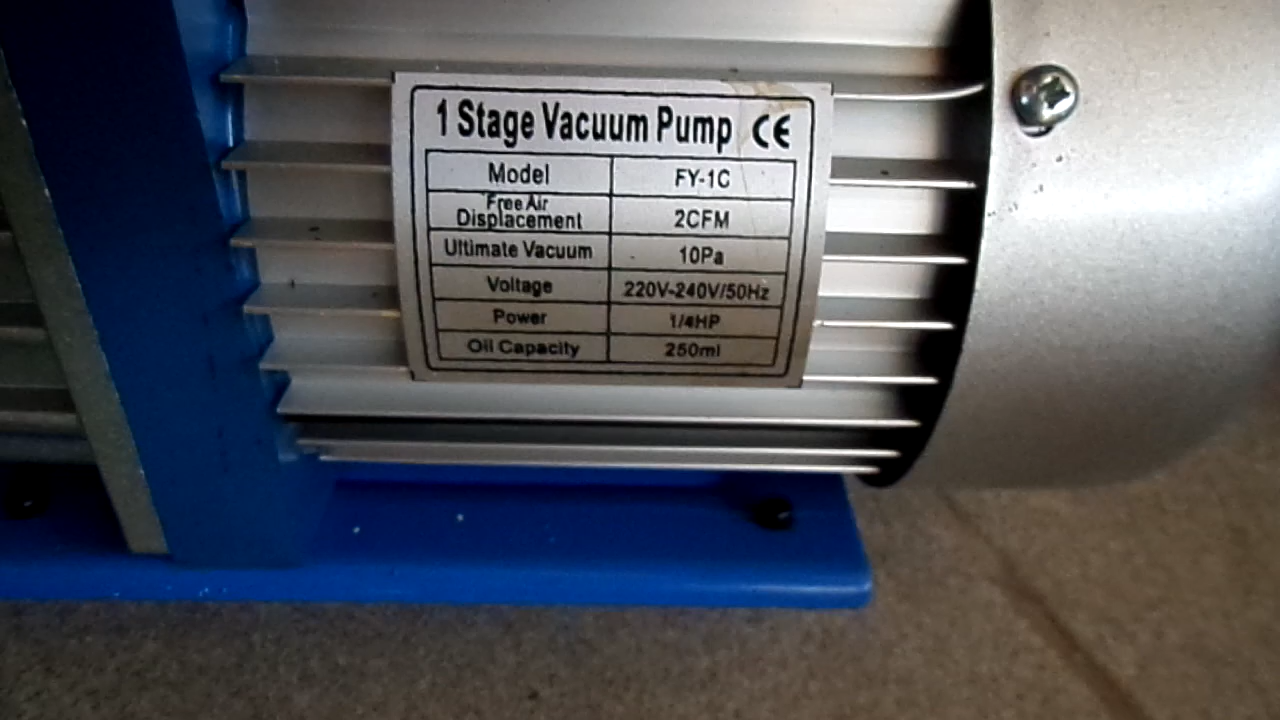 1 Stage Vacuum Pump CE
Model FY-1C
Free Air
Displacement 2CFM
Ultimate Vacuum 10Pa
Voltage 220V-240V/50Hz
Power 1/4HP
Oil Capacity 250ml